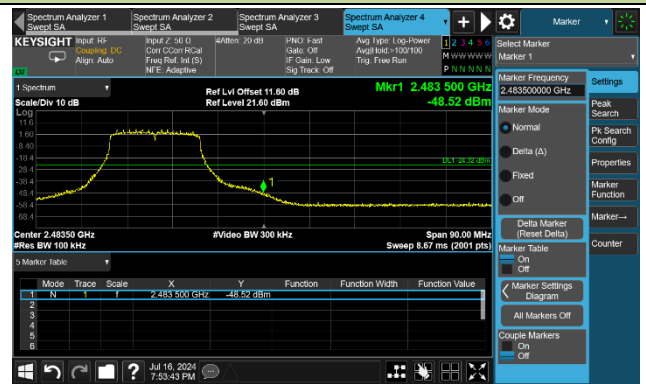 Spectrum Analyzer 1
Swept SA
Spectrum Analyzer 2
Swept SA
Spectrum Analyzer 3
Swept SA
Spectrum Analyzer 4
Swept SA
Marker
KEYSIGHT
Input: RF
Coupling: DC
Align: Auto
Input Z: 50 Ω
Corr CCorr RCal
Freq Ref: Int (S)
NFE: Adaptive
#Atten: 20 dB
PNO: Fast
Gate: Off
IF Gain: Low
Sig Track: Off
Avg Type: Log-Power
Avg|Hold:>100/100
Trig: Free Run
1 2 3 4 5 6
M W W W W W
P N N N N N
LV
Select Marker
Marker 1
1 Spectrum
Scale/Div 10 dB
Log
Ref Lvl Offset 11.60 dB
Ref Level 21.60 dBm
Mkr1 2.483 500 GHz
-48.52 dBm
11.6
1.60
-8.40
-18.4
-28.4
-38.4
-48.4
-58.4
-68.4
1
Center 2.48350 GHz
#Res BW 100 kHz
#Video BW 300 kHz
Span 90.00 MHz
Sweep 8.67 ms (2001 pts)
5 Marker Table
Mode Trace Scale X Y Function Function Width Function Value
1 N 1 f 2.483 500 GHz -48.52 dBm
2
3
4
5
6
Marker Frequency
2.483500000 GHz
Marker Mode
Normal
Delta (Δ)
Fixed
Off
Delta Marker
(Reset Delta)
Marker Table
On
Off
Marker Settings
Diagram
All Markers Off
Couple Markers
On
Off
Settings
Peak
Search
Pk Search
Config
Properties
Marker
Function
Marker→
Counter
?
Jul 16, 2024
7:53:43 PM